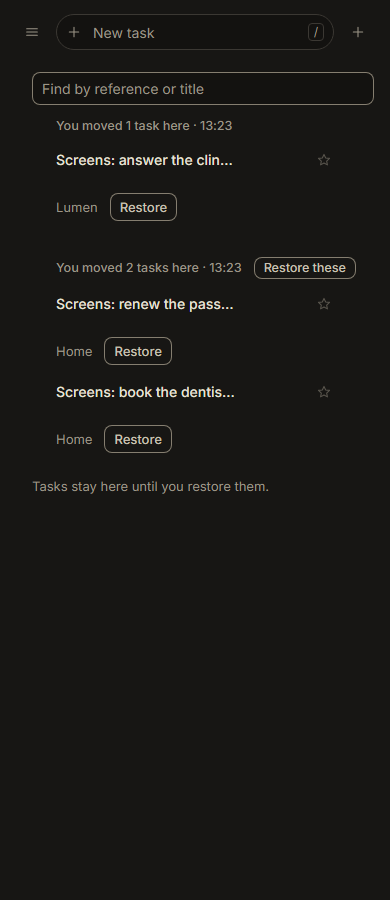 New task /
Find by reference or title
You moved 1 task here · 13:23
Screens: answer the clin...
Lumen Restore
You moved 2 tasks here · 13:23 Restore these
Screens: renew the pass...
Home Restore
Screens: book the dentis...
Home Restore
Tasks stay here until you restore them.